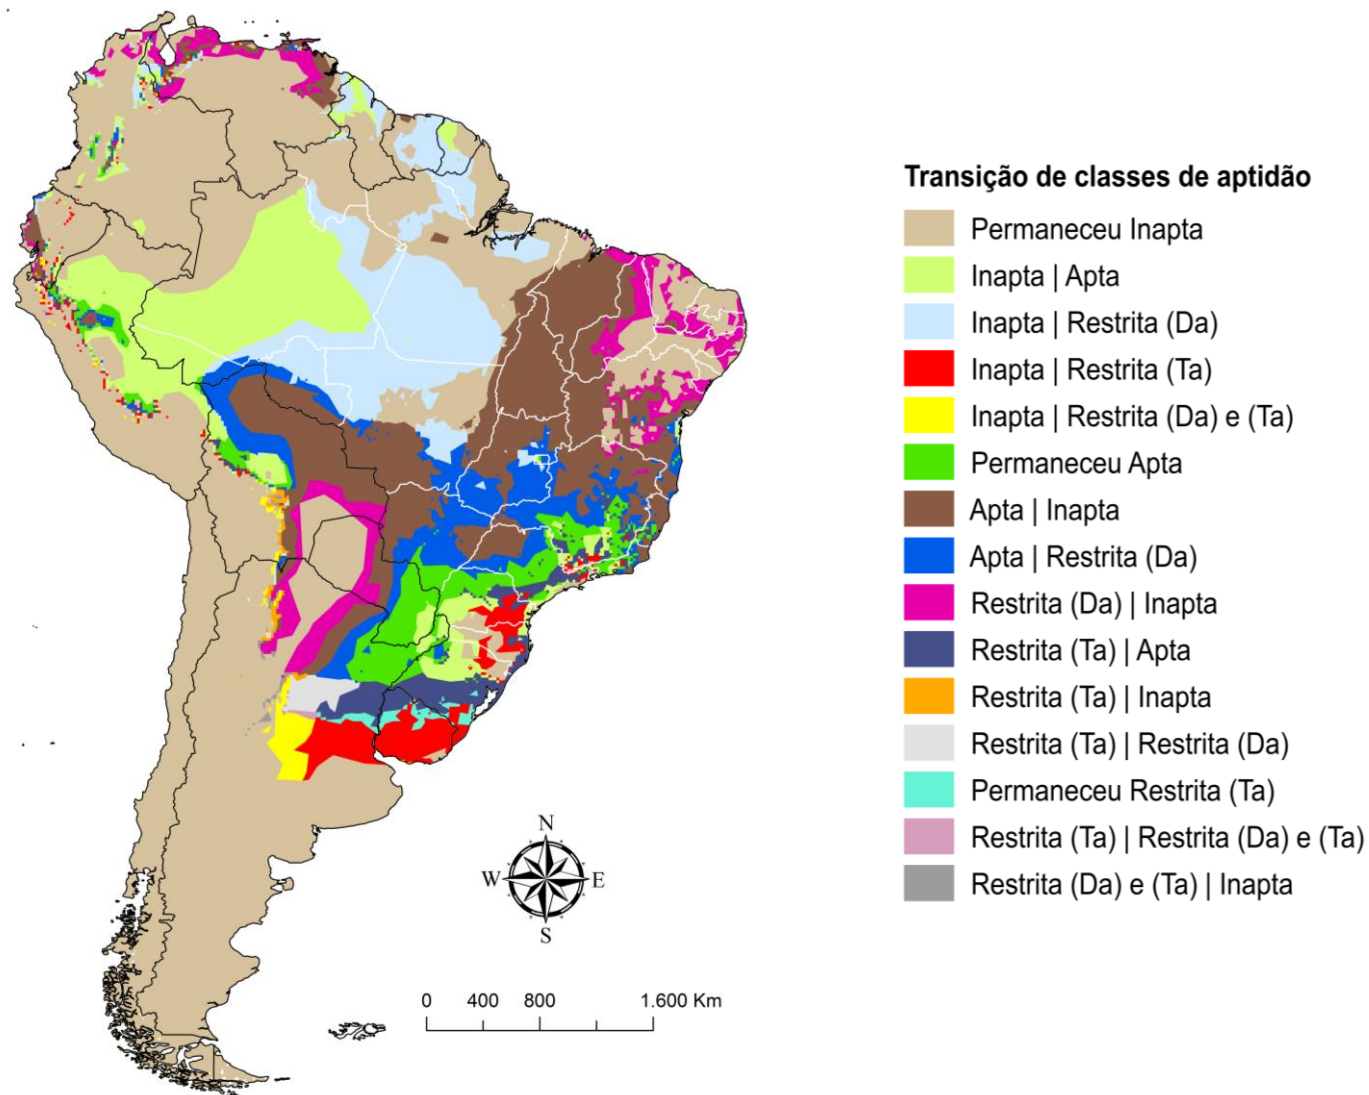 Transição de classes de aptidão
Permaneceu Inapta
Inapta | Apta
Inapta | Restrita (Da)
Inapta | Restrita (Ta)
Inapta | Restrita (Da) e (Ta)
Permaneceu Apta
Apta | Inapta
Apta | Restrita (Da)
Restrita (Da) | Inapta
Restrita (Ta) | Apta
Restrita (Ta) | Inapta
Restrita (Ta) | Restrita (Da)
Permaneceu Restrita (Ta)
Restrita (Ta) | Restrita (Da) e (Ta)
Restrita (Da) e (Ta) | Inapta
N
W E
S
0 400 800 1.600 Km